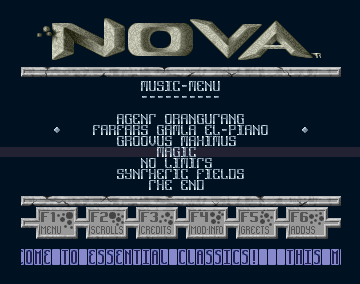 NOVA
TM
MUSIC-MENU
----------
AGENT ORANGUTANG
FARFARS GAMLA EL-PIANO
GROOVUS MAXIMUS
MAGIC
NO LIMITS
SYNTHETIC FIELDS
THE END
F1 F2 F3 F4 F5 F6
MENU SCROLLS CREDITS MOD-INFO GREETS ADDYS
OME TO ESSENTIAL CLASSICS! THIS M